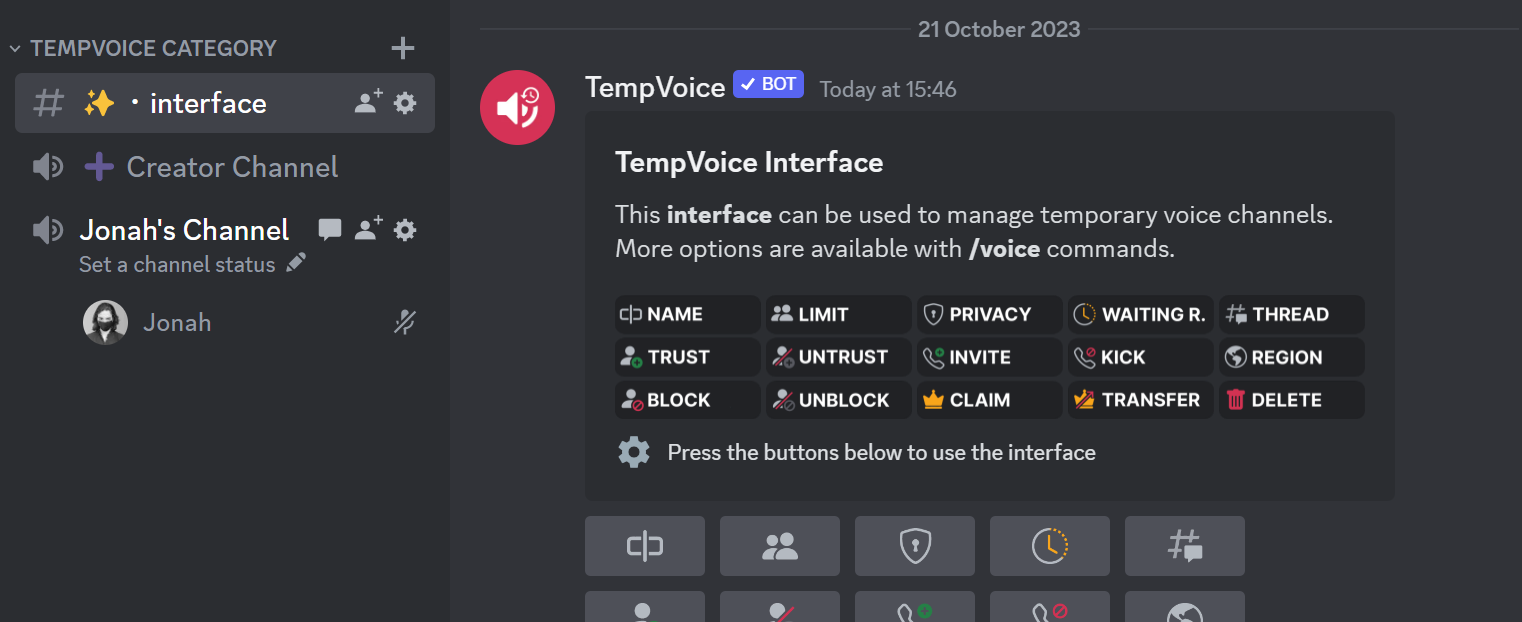 TEMPVOICE CATEGORY
✨・interface
Creator Channel
Jonah's Channel
Set a channel status
Jonah
21 October 2023
TempVoice ✓ BOT Today at 15:46
TempVoice Interface
This interface can be used to manage temporary voice channels.
More options are available with /voice commands.
NAME LIMIT PRIVACY WAITING R. THREAD
TRUST UNTRUST INVITE KICK REGION
BLOCK UNBLOCK CLAIM TRANSFER DELETE
Press the buttons below to use the interface